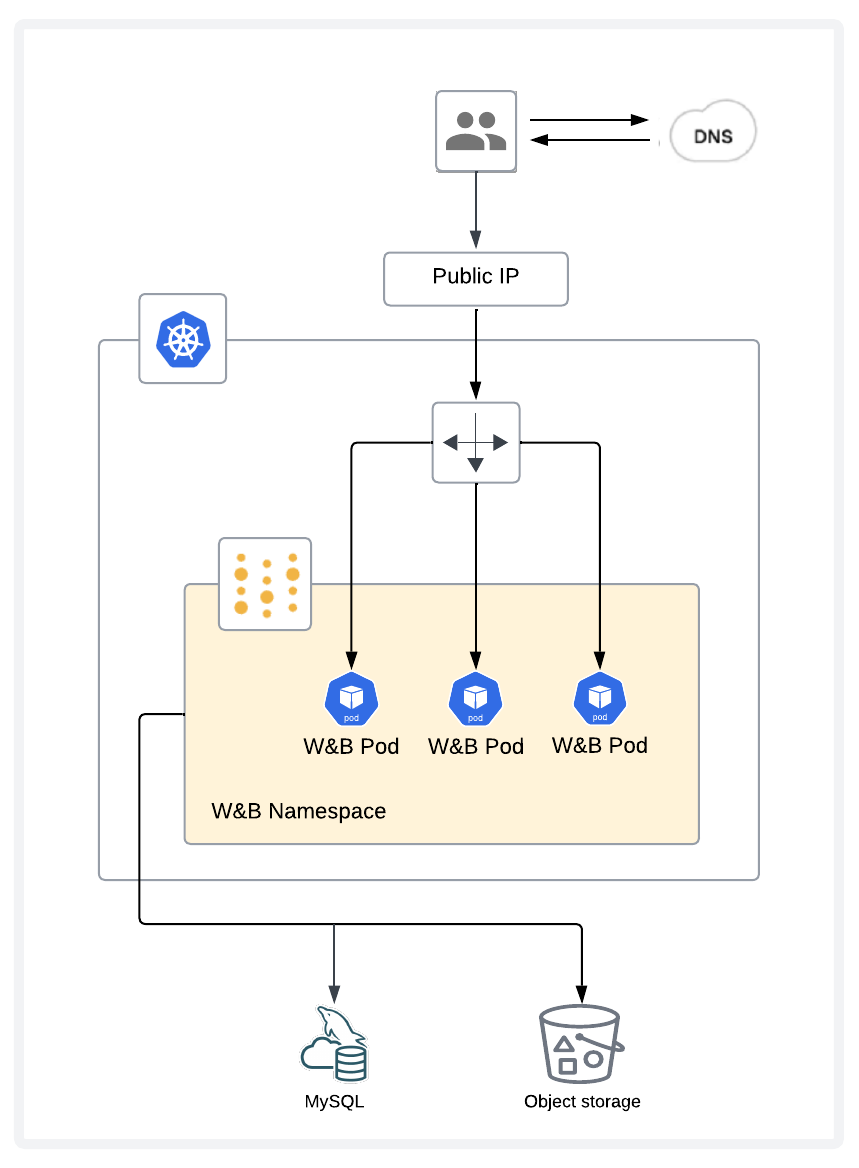 DNS
Public IP
pod
pod
pod
W&B Pod
W&B Pod
W&B Pod
W&B Namespace
MySQL
Object storage